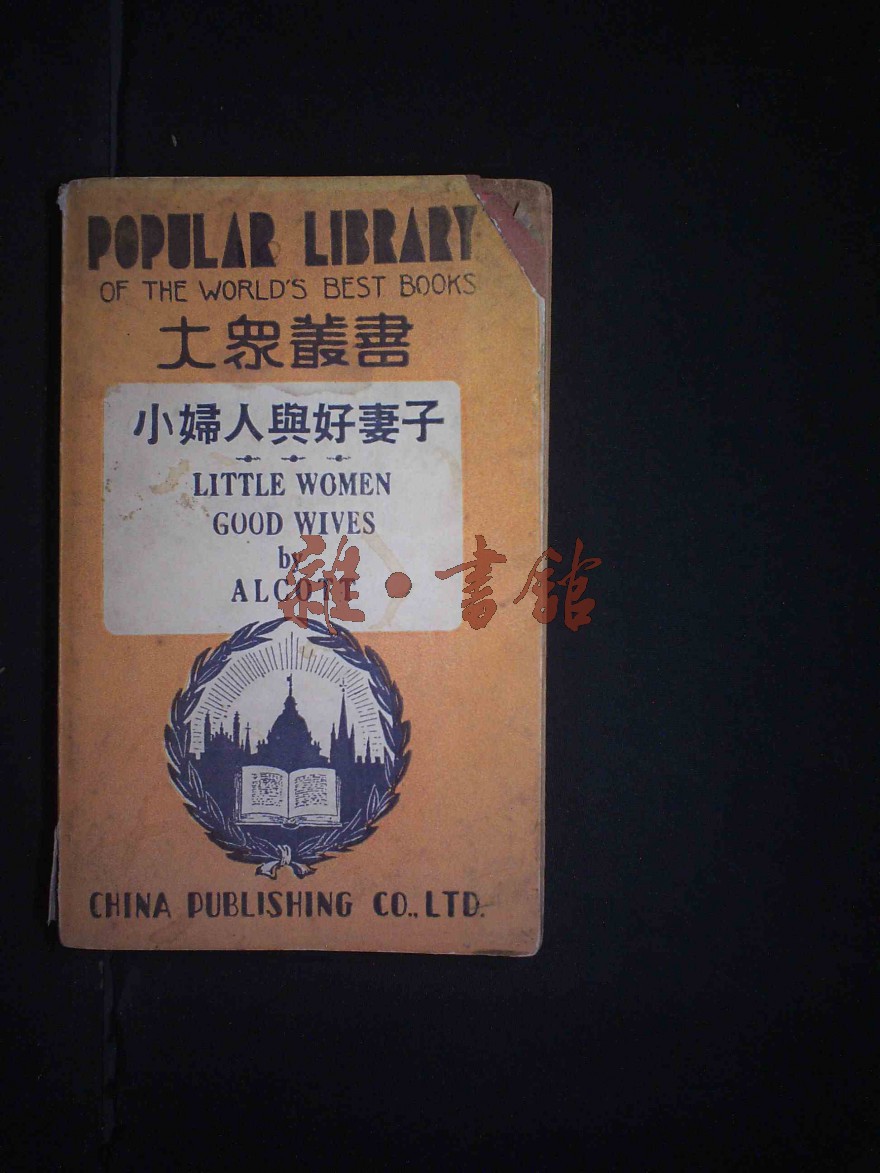 POPULAR LIBRARY
OF THE WORLD'S BEST BOOKS
大衆叢書
小婦人與好妻子
LITTLE WOMEN
GOOD WIVES
by
ALCOTT
雜·書館
CHINA PUBLISHING CO., LTD.